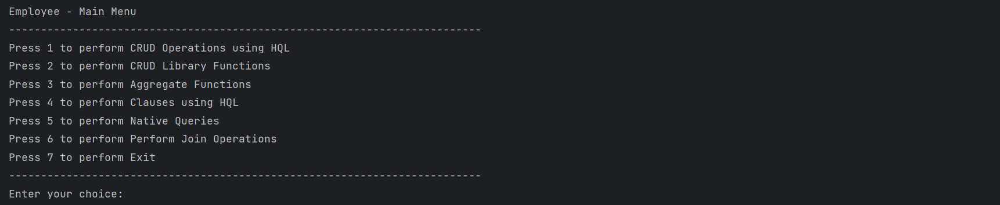 Employee - Main Menu
--------------------------------------------------------------------------
Press 1 to perform CRUD Operations using HQL
Press 2 to perform CRUD Library Functions
Press 3 to perform Aggregate Functions
Press 4 to perform Clauses using HQL
Press 5 to perform Native Queries
Press 6 to perform Perform Join Operations
Press 7 to perform Exit
--------------------------------------------------------------------------
Enter your choice: